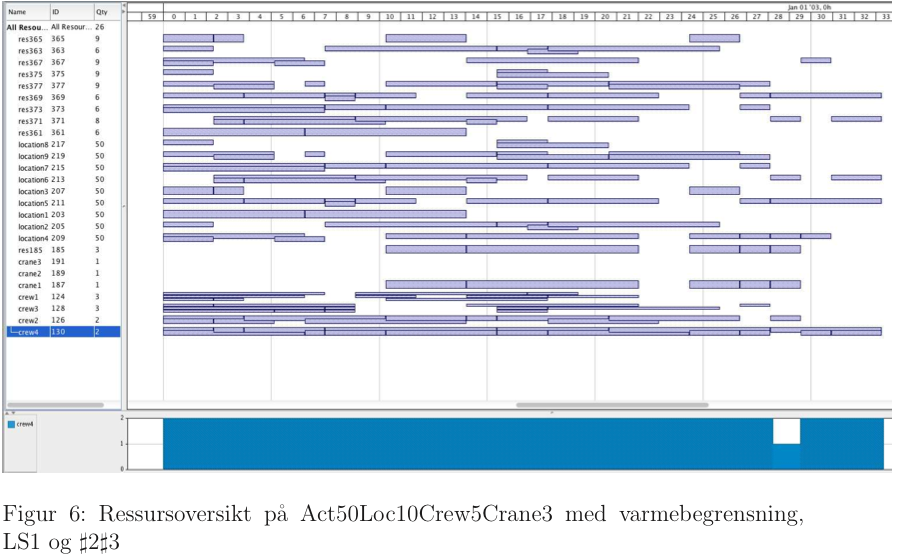 Jan 01 '03, 0h
Name ID Qty
59 0 1 2 3 4 5 6 7 8 9 10 11 12 13 14 15 16 17 18 19 20 21 22 23 24 25 26 27 28 29 30 31 32 33
All Resou... All Resour... 26
res365 365 9
res363 363 6
res367 367 9
res375 375 9
res377 377 9
res369 369 6
res373 373 6
res371 371 8
res361 361 6
location8 217 50
location9 219 50
location7 215 50
location6 213 50
location3 207 50
location5 211 50
location1 203 50
location2 205 50
location4 209 50
res185 185 3
crane3 191 1
crane2 189 1
crane1 187 1
crew1 124 3
crew3 128 3
crew2 126 2
crew4 130 2
crew4
2
1
0
Figur 6: Ressursoversikt på Act50Loc10Crew5Crane3 med varmebegrensning,
LS1 og ♯2♯3